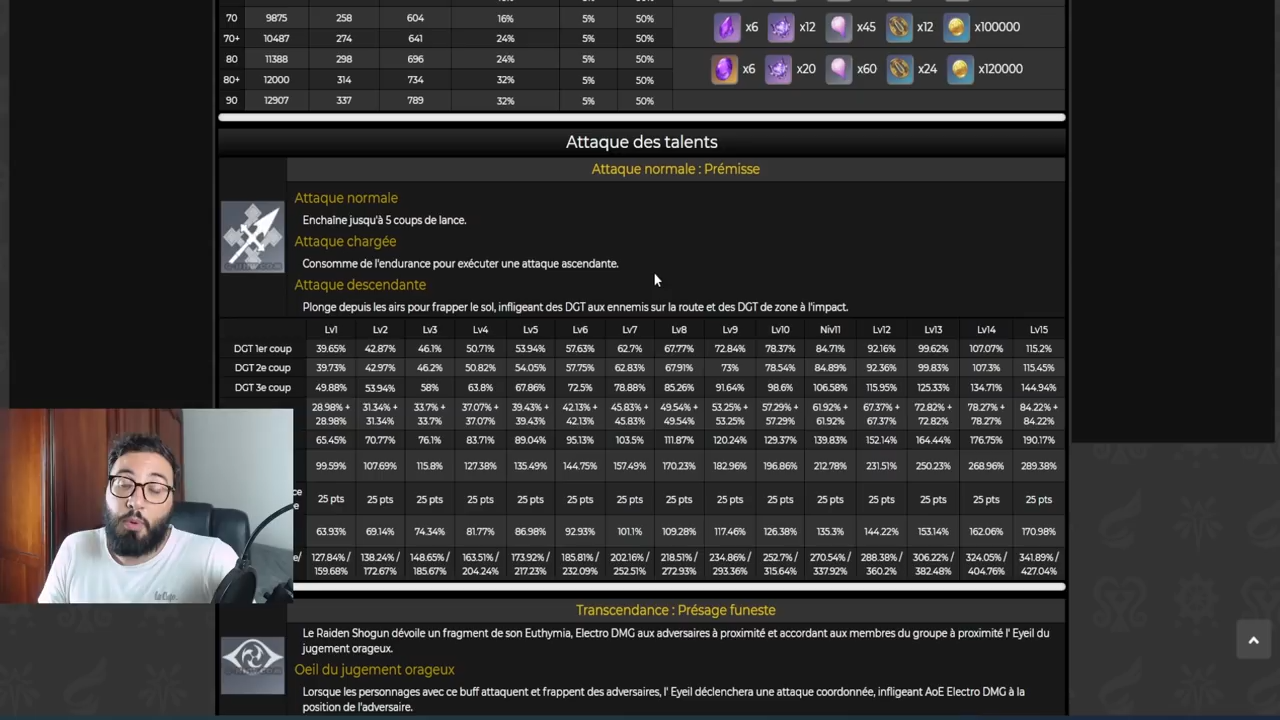 70 9875 258 604 16% 5% 50%
x6 x12 x45 x12 x100000
70+ 10487 274 641 24% 5% 50%
80 11388 298 696 24% 5% 50%
x6 x20 x60 x24 x120000
80+ 12000 314 734 32% 5% 50%
90 12907 337 789 32% 5% 50%
Attaque des talents
Attaque normale : Prémisse
Attaque normale
Enchaîne jusqu'à 5 coups de lance.
Attaque chargée
Consomme de l'endurance pour exécuter une attaque ascendante.
Attaque descendante
Plonge depuis les airs pour frapper le sol, infligeant des DGT aux ennemis sur la route et des DGT de zone à l'impact.
Lv1 Lv2 Lv3 Lv4 Lv5 Lv6 Lv7 Lv8 Lv9 Lv10 Niv11 Lv12 Lv13 Lv14 Lv15
DGT 1er coup 39.65% 42.87% 46.1% 50.71% 53.94% 57.63% 62.7% 67.77% 72.84% 78.37% 84.71% 92.16% 99.62% 107.07% 115.2%
DGT 2e coup 39.73% 42.97% 46.2% 50.82% 54.05% 57.75% 62.83% 67.91% 73% 78.54% 84.89% 92.36% 99.83% 107.3% 115.45%
DGT 3e coup 49.88% 53.94% 58% 63.8% 67.86% 72.5% 78.88% 85.26% 91.64% 98.6% 106.58% 115.95% 125.33% 134.71% 144.94%
28.98% + 31.34% + 33.7% + 37.07% + 39.43% + 42.13% + 45.83% + 49.54% + 53.25% + 57.29% + 61.92% + 67.37% + 72.82% + 78.27% + 84.22% +
28.98% 31.34% 33.7% 37.07% 39.43% 42.13% 45.83% 49.54% 53.25% 57.29% 61.92% 67.37% 72.82% 78.27% 84.22%
65.45% 70.77% 76.1% 83.71% 89.04% 95.13% 103.5% 111.87% 120.24% 129.37% 139.83% 152.14% 164.44% 176.75% 190.17%
99.59% 107.69% 115.8% 127.38% 135.49% 144.75% 157.49% 170.23% 182.96% 196.86% 212.78% 231.51% 250.23% 268.96% 289.38%
25 pts 25 pts 25 pts 25 pts 25 pts 25 pts 25 pts 25 pts 25 pts 25 pts 25 pts 25 pts 25 pts 25 pts 25 pts
63.93% 69.14% 74.34% 81.77% 86.98% 92.93% 101.1% 109.28% 117.46% 126.38% 135.3% 144.22% 153.14% 162.06% 170.98%
127.84% / 138.24% / 148.65% / 163.51% / 173.92% / 185.81% / 202.16% / 218.51% / 234.86% / 252.7% / 270.54% / 288.38% / 306.22% / 324.05% / 341.89% /
159.68% 172.67% 185.67% 204.24% 217.23% 232.09% 252.51% 272.93% 293.36% 315.64% 337.92% 360.2% 382.48% 404.76% 427.04%
Transcendance : Présage funeste
Le Raiden Shogun dévoile un fragment de son Euthymia, Electro DMG aux adversaires à proximité et accordant aux membres du groupe à proximité l' Eyeil du
jugement orageux.
Oeil du jugement orageux
Lorsque les personnages avec ce buff attaquent et frappent des adversaires, l' Eyeil déclenchera une attaque coordonnée, infligeant AoE Electro DMG à la
position de l'adversaire.